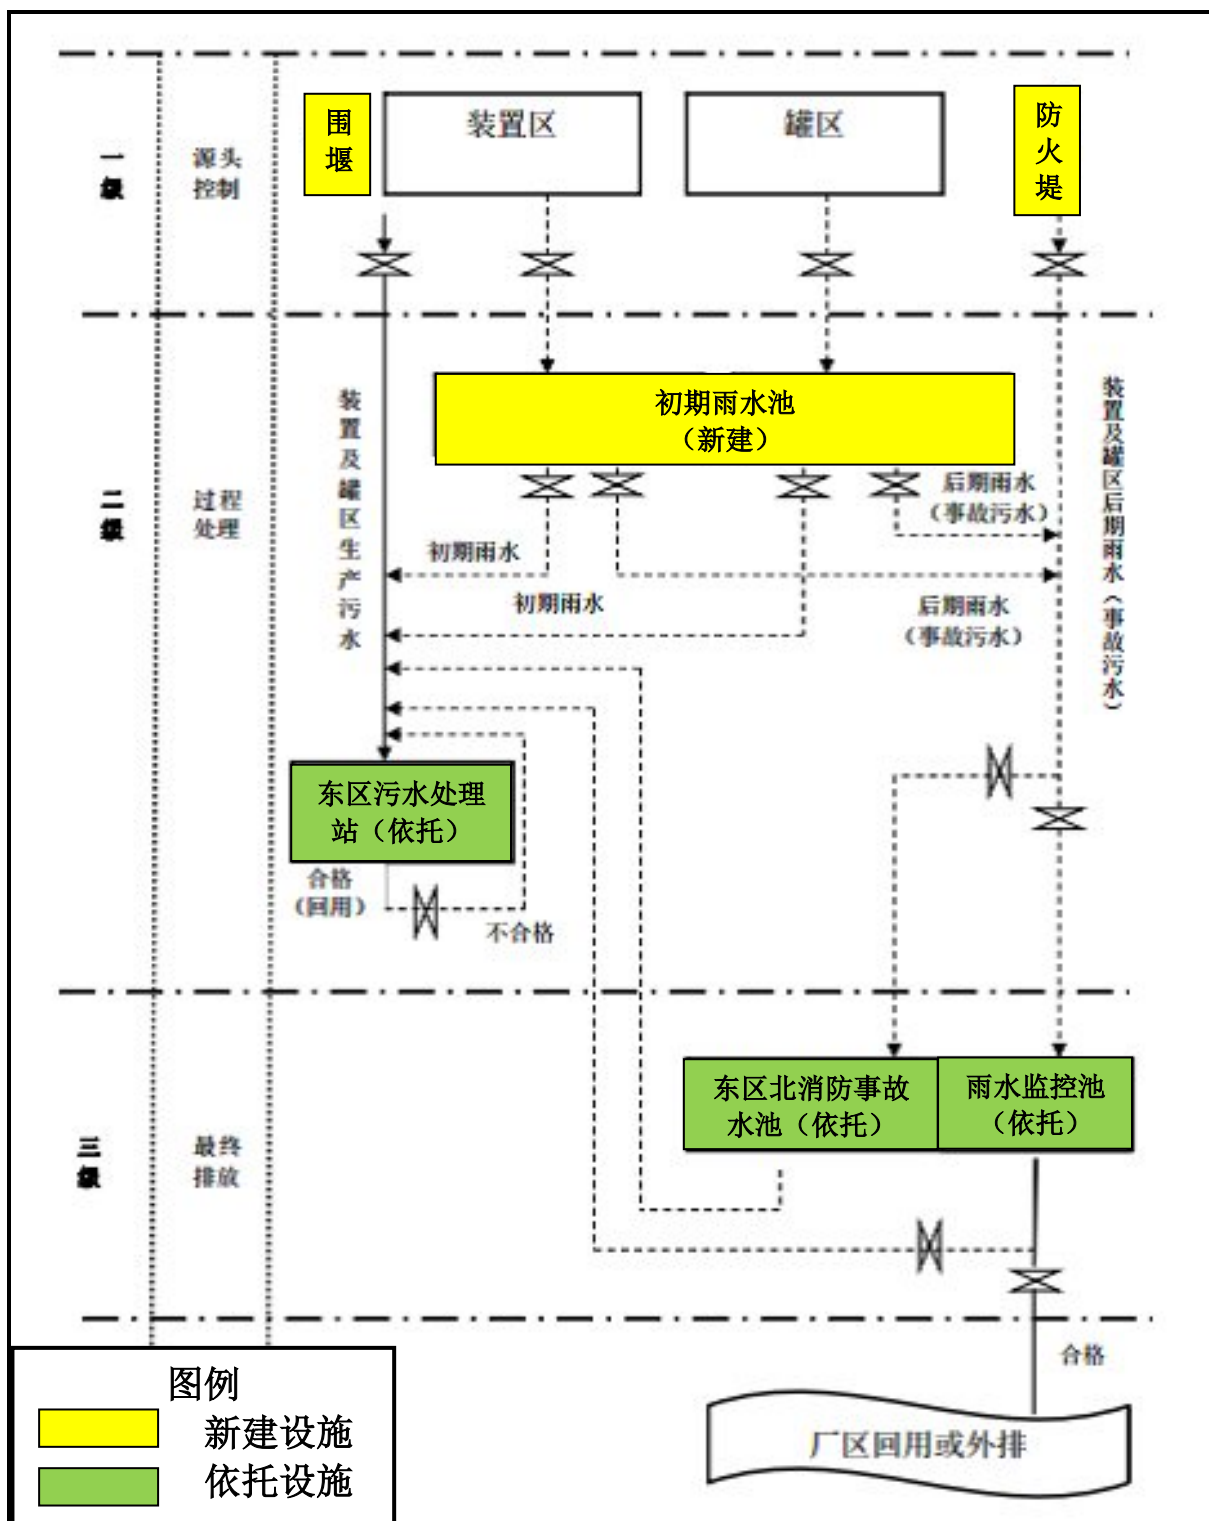 一级
源头
控制
围堰
装置区
罐区
防火堤
二级
过程
处理
装置及罐区生产污水
初期雨水池
（新建）
后期雨水
（事故污水）
装置及罐区后期雨水（事故污水）
初期雨水
初期雨水
后期雨水
（事故污水）
东区污水处理
站（依托）
合格
（回用）
不合格
三级
最终
排放
东区北消防事故
水池（依托）
雨水监控池
（依托）
合格
厂区回用或外排
图例
新建设施
依托设施